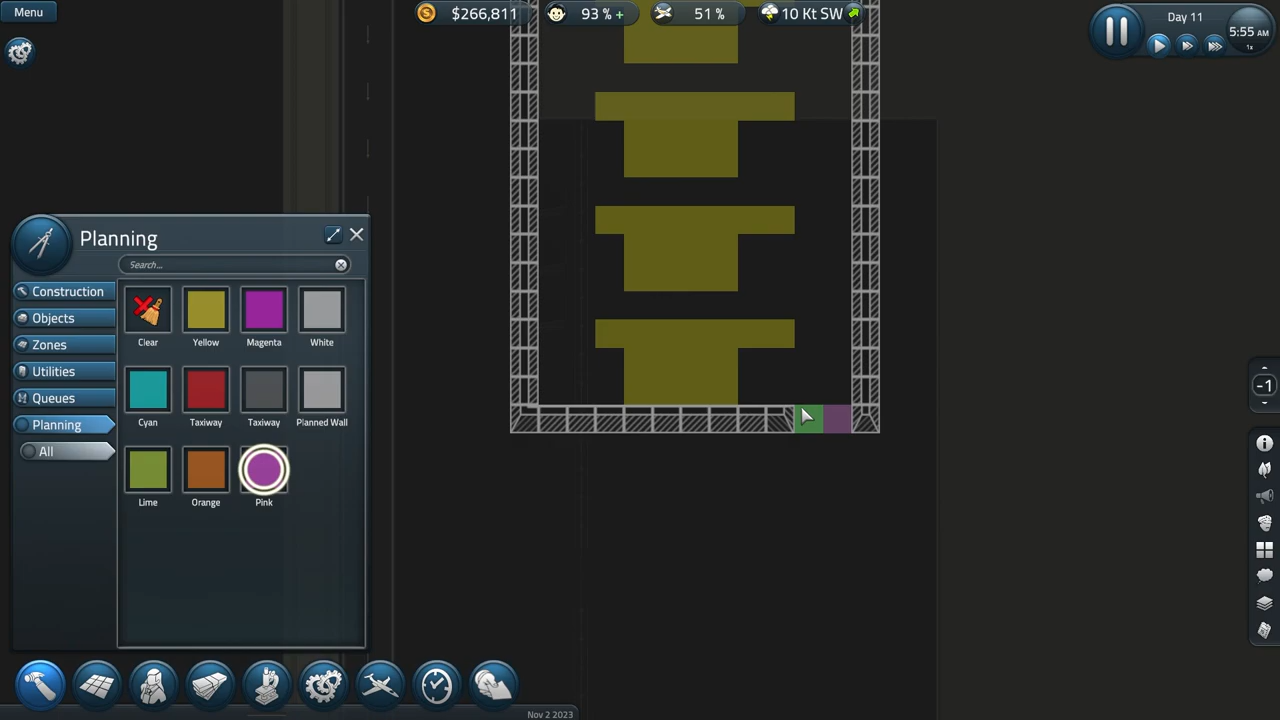 Menu
$266,811
93 % +
51 %
10 Kt SW
Day 11
5:55 AM
1x
Planning
Search...
Construction
Objects
Zones
Utilities
Queues
Planning
All
Clear
Yellow
Magenta
White
Cyan
Taxiway
Taxiway
Planned Wall
Lime
Orange
Pink
-1
Nov 2 2023